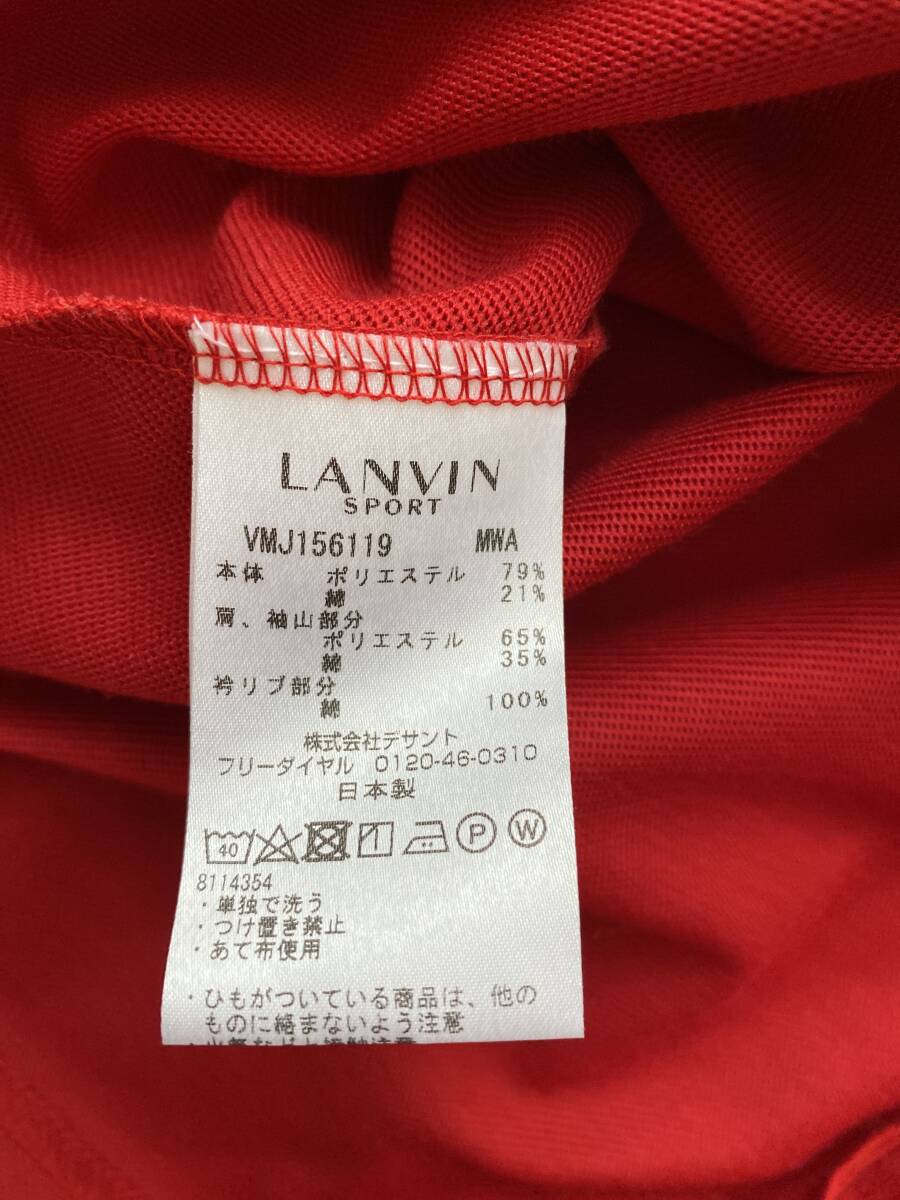 LANVIN
SPORT
VMJ156119 MWA
本体 ポリエステル 79%
綿 21%
肩、袖山部分
ポリエステル 65%
綿 35%
衿リブ部分
綿 100%
株式会社デサント
フリーダイヤル 0120-46-0310
日本製
40 P W
8114354
・単独で洗う
・つけ置き禁止
・あて布使用
・ひもがついている商品は、他の
ものに絡まないよう注意